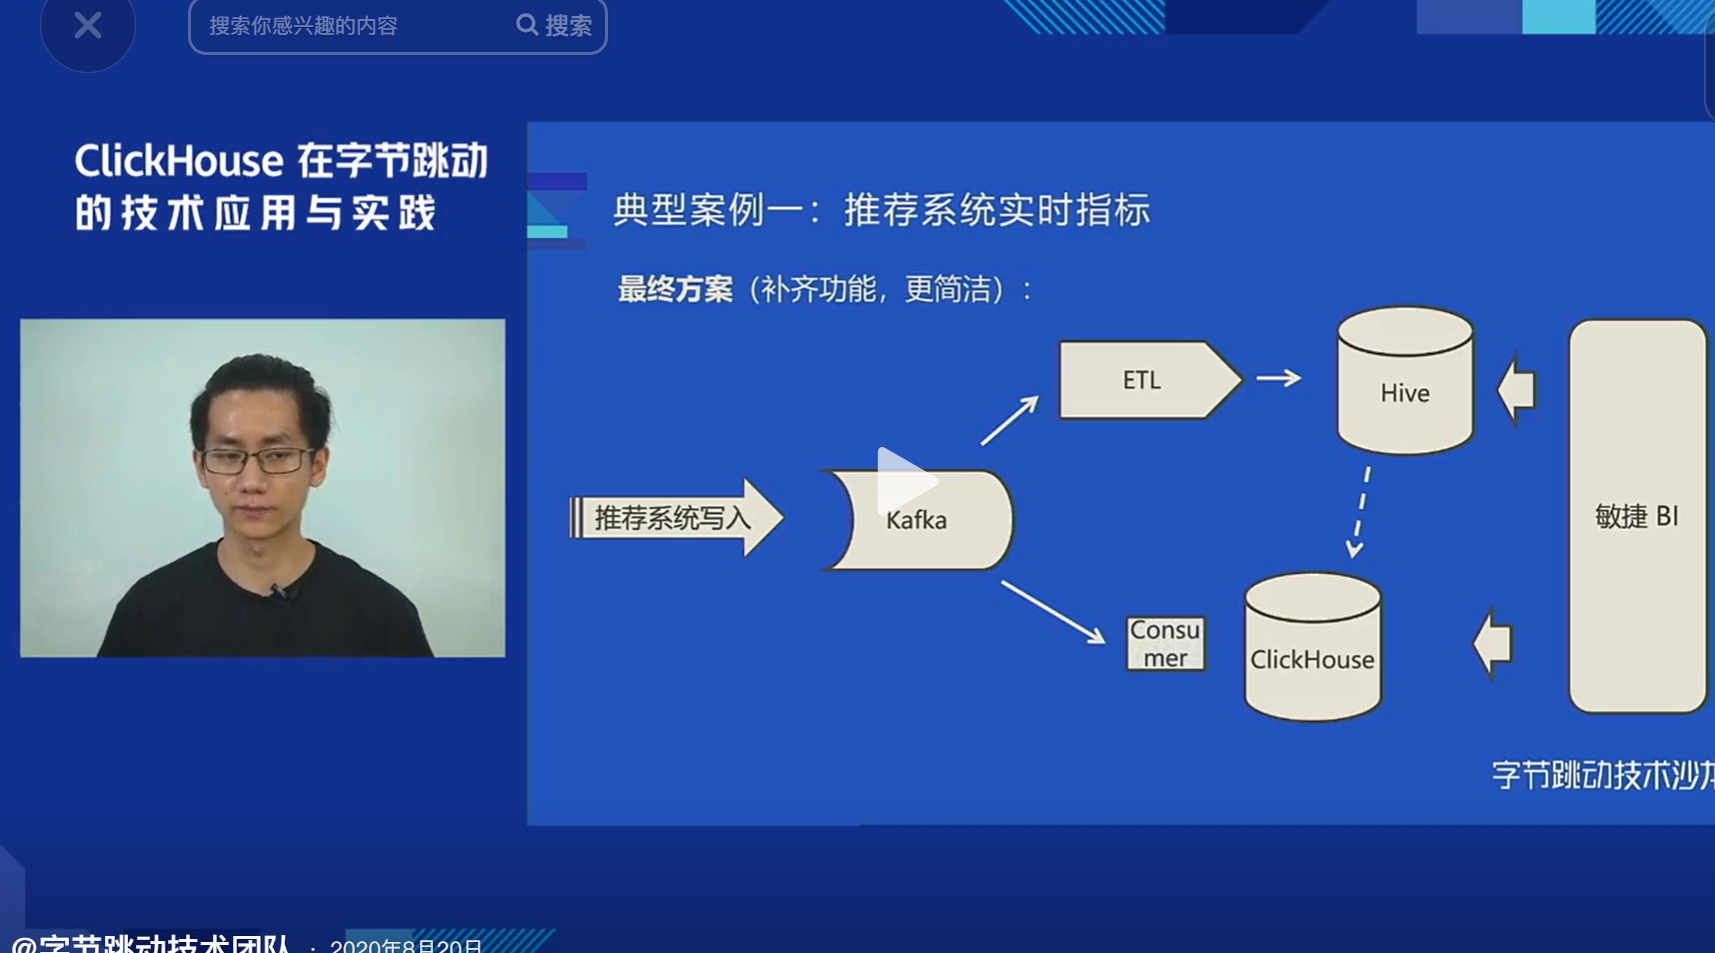 搜索你感兴趣的内容
搜索
ClickHouse 在字节跳动
的技术应用与实践
典型案例一：推荐系统实时指标
最终方案（补齐功能，更简洁）：
ETL
Hive
推荐系统写入
Kafka
敏捷 BI
Consu
mer
ClickHouse
字节跳动技术沙龙
@字节跳动技术团队 · 2020年8月20日